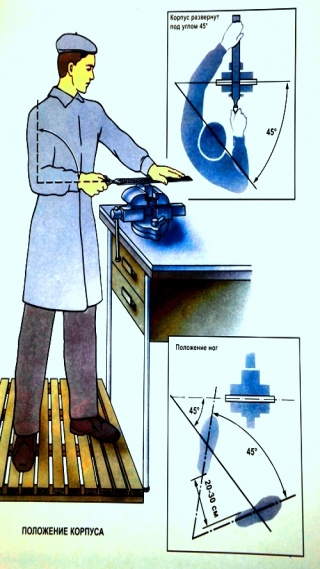 Корпус развернут
под углом 45°
45°
Положение ног
45°
45°
20-30 см
ПОЛОЖЕНИЕ КОРПУСА